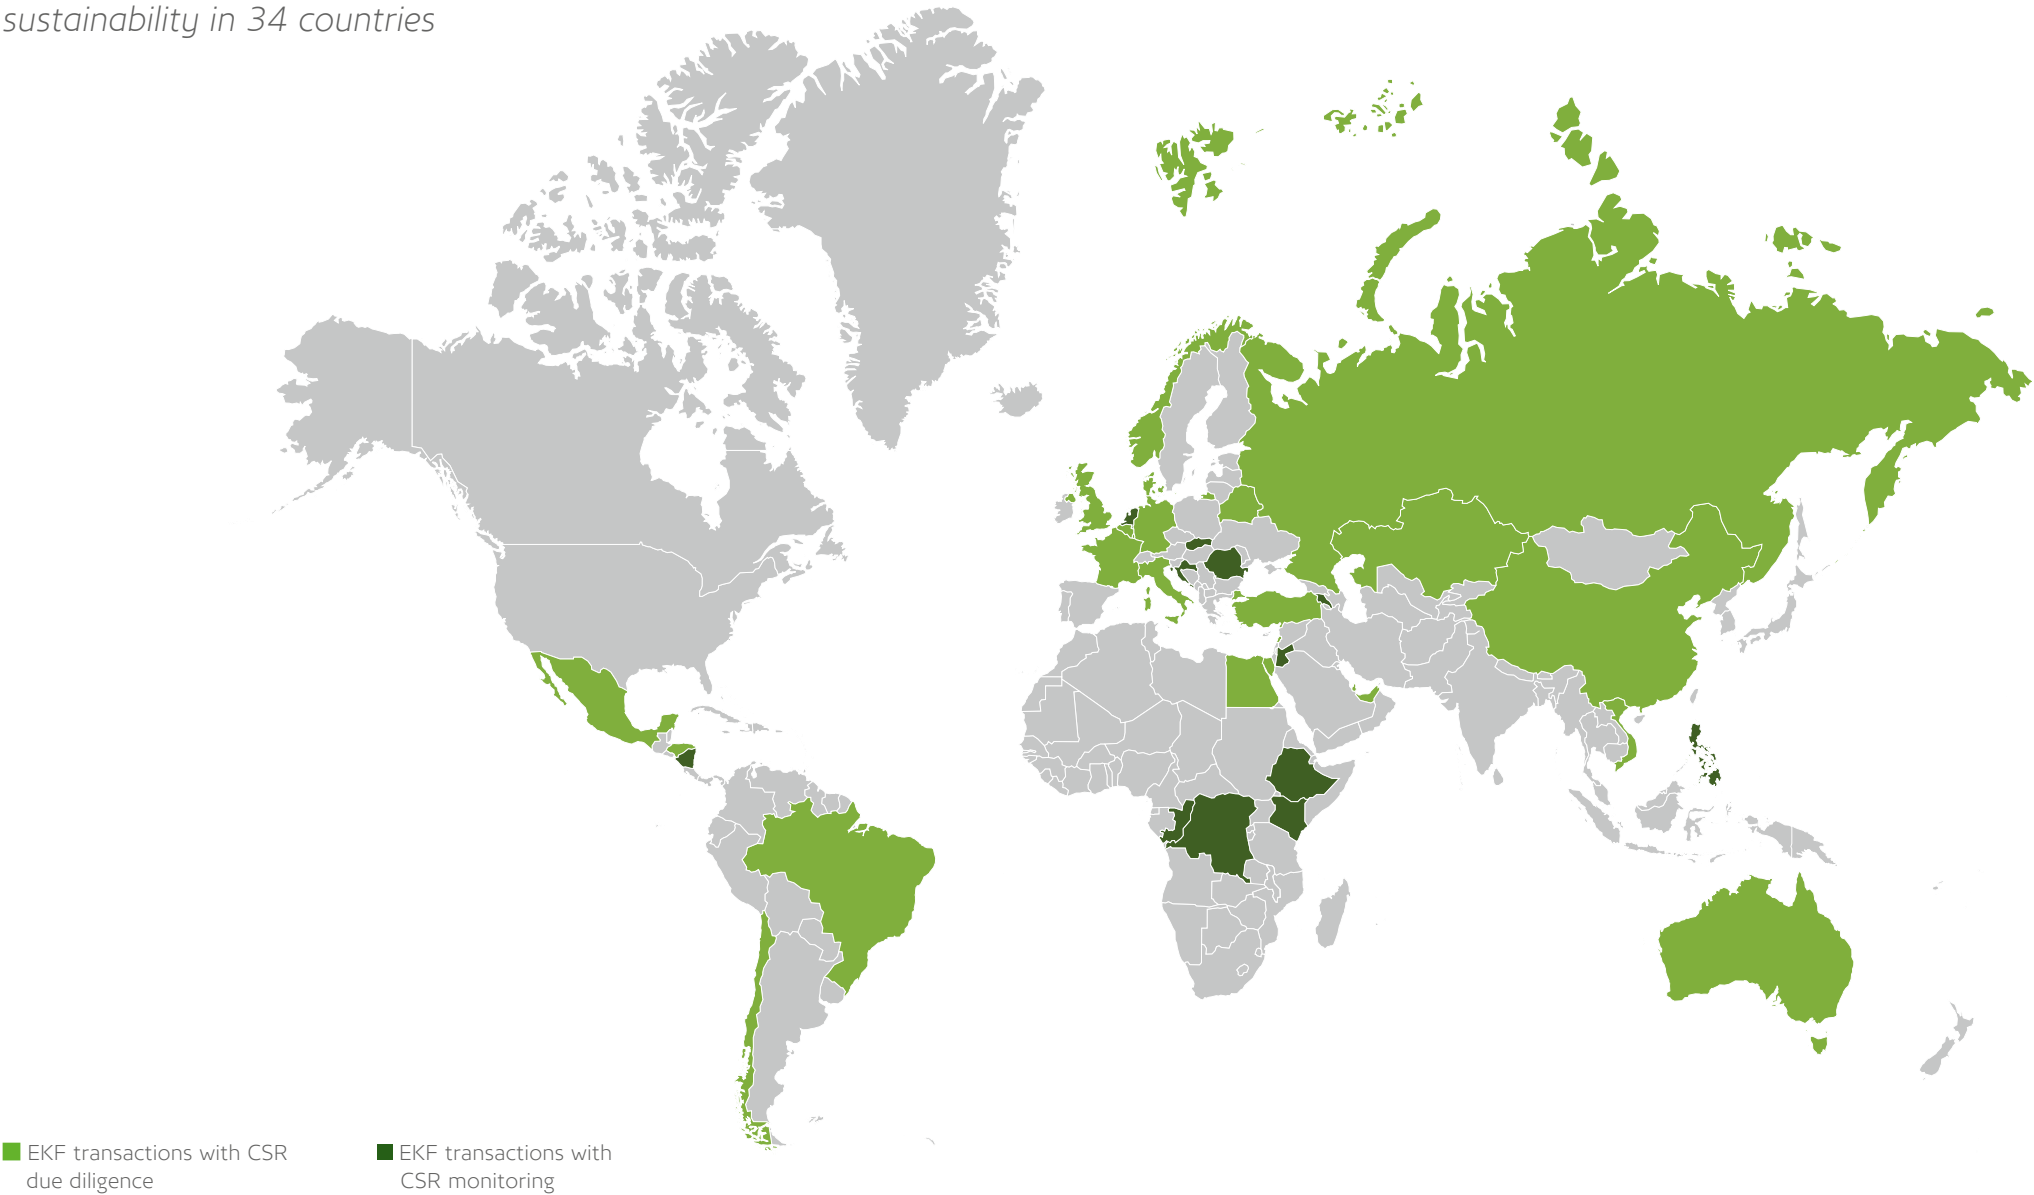 sustainability in 34 countries
EKF transactions with CSR
due diligence
EKF transactions with
CSR monitoring